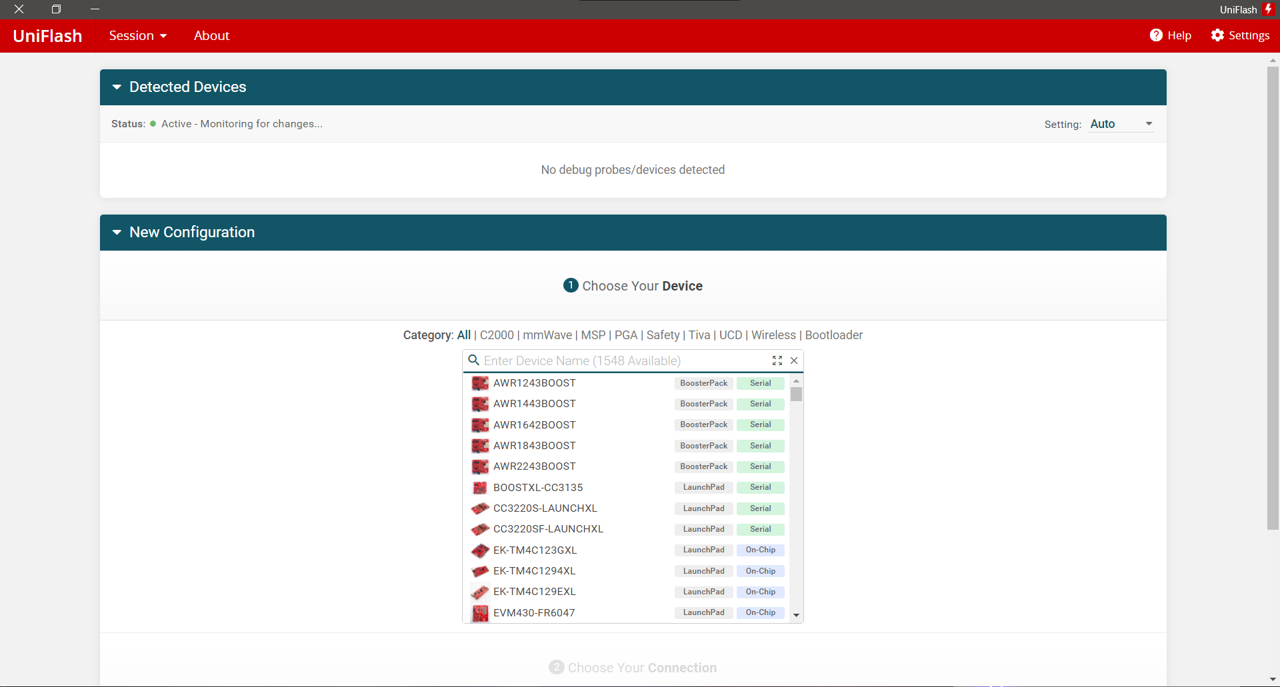 UniFlash
UniFlash Session About Help Settings
Detected Devices
Status: Active - Monitoring for changes... Setting: Auto
No debug probes/devices detected
New Configuration
1 Choose Your Device
Category: All | C2000 | mmWave | MSP | PGA | Safety | Tiva | UCD | Wireless | Bootloader
Enter Device Name (1548 Available)
AWR1243BOOST BoosterPack Serial
AWR1443BOOST BoosterPack Serial
AWR1642BOOST BoosterPack Serial
AWR1843BOOST BoosterPack Serial
AWR2243BOOST BoosterPack Serial
BOOSTXL-CC3135 LaunchPad Serial
CC3220S-LAUNCHXL LaunchPad Serial
CC3220SF-LAUNCHXL LaunchPad Serial
EK-TM4C123GXL LaunchPad On-Chip
EK-TM4C1294XL LaunchPad On-Chip
EK-TM4C129EXL LaunchPad On-Chip
EVM430-FR6047 LaunchPad On-Chip
2 Choose Your Connection